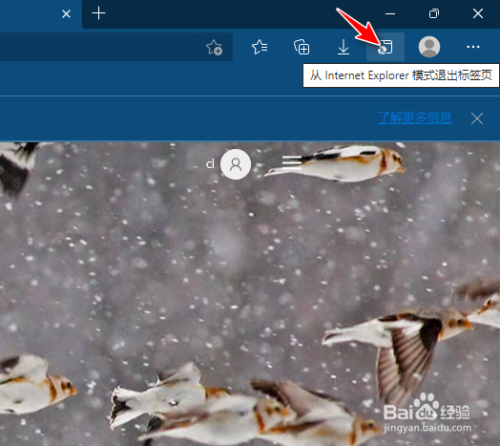 从 Internet Explorer 模式退出标签页
了解更多信息
cl
Baidu 经验
jingyan.baidu.com